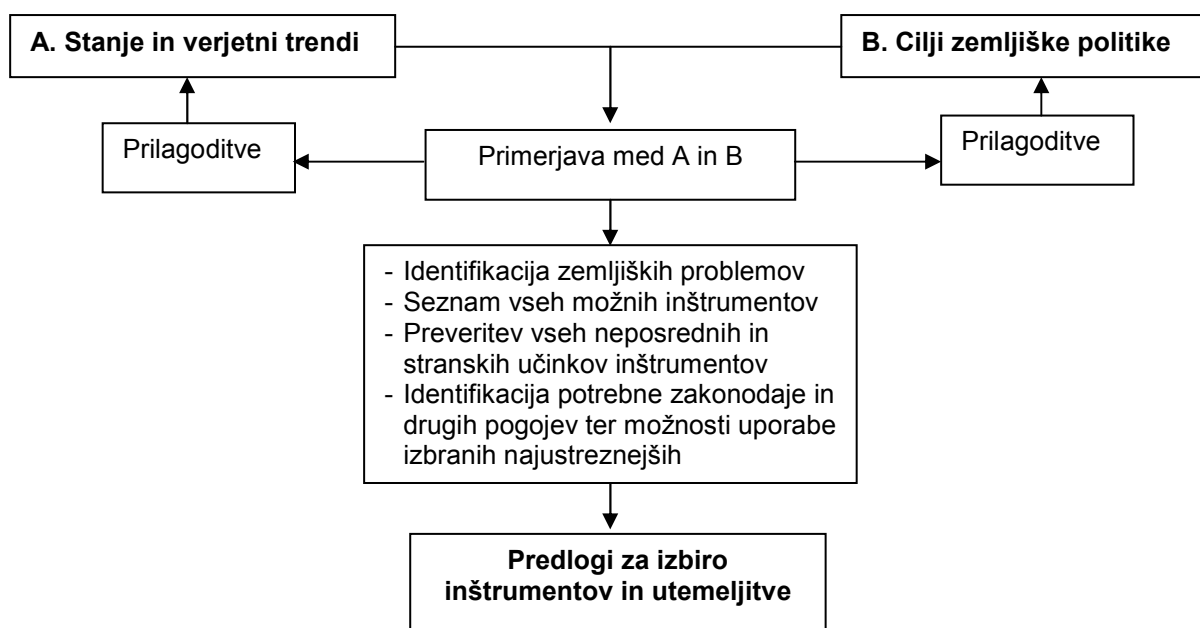 A. Stanje in verjetni trendi
B. Cilji zemljiške politike
Prilagoditve
Primerjava med A in B
Prilagoditve
- Identifikacija zemljiških problemov
- Seznam vseh možnih inštrumentov
- Preveritev vseh neposrednih in
stranskih učinkov inštrumentov
- Identifikacija potrebne zakonodaje in
drugih pogojev ter možnosti uporabe
izbranih najustreznejših
Predlogi za izbiro
inštrumentov in utemeljitve